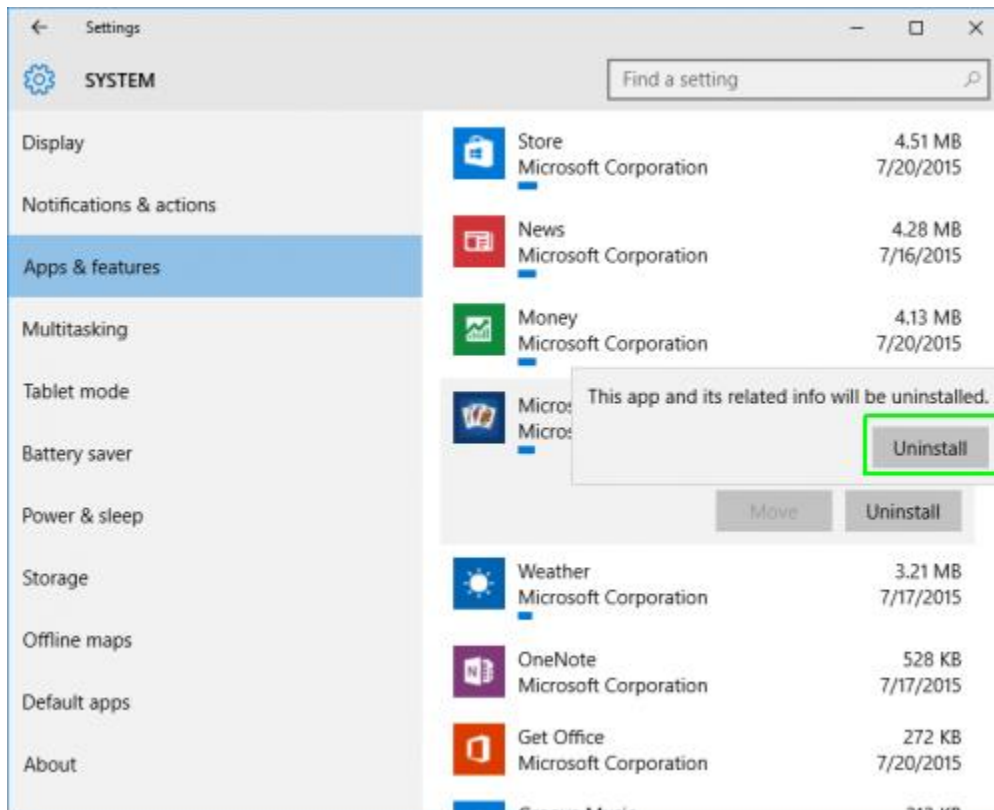 Settings
SYSTEM
Find a setting
Display
Notifications & actions
Apps & features
Multitasking
Tablet mode
Battery saver
Power & sleep
Storage
Offline maps
Default apps
About
Store 4.51 MB
Microsoft Corporation 7/20/2015
News 4.28 MB
Microsoft Corporation 7/16/2015
Money 4.13 MB
Microsoft Corporation 7/20/2015
This app and its related info will be uninstalled.
Uninstall
Move Uninstall
Weather 3.21 MB
Microsoft Corporation 7/17/2015
OneNote 528 KB
Microsoft Corporation 7/17/2015
Get Office 272 KB
Microsoft Corporation 7/20/2015